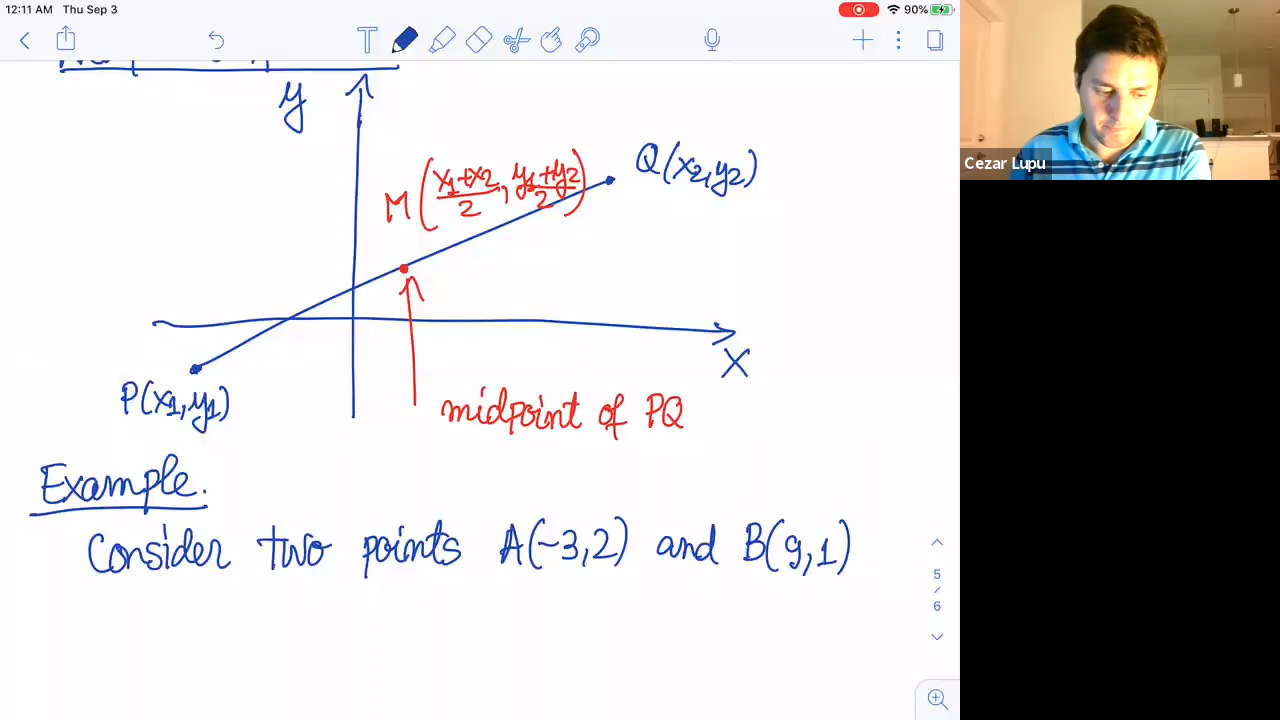 12:11 AM Thu Sep 3
90%
T
y
Q(x2,y2)
M(x1+x2/2, y1+y2/2)
Cezar Lupu
x
P(x1,y1)
midpoint of PQ
Example.
Consider two points A(-3,2) and B(9,1)
5
/
6